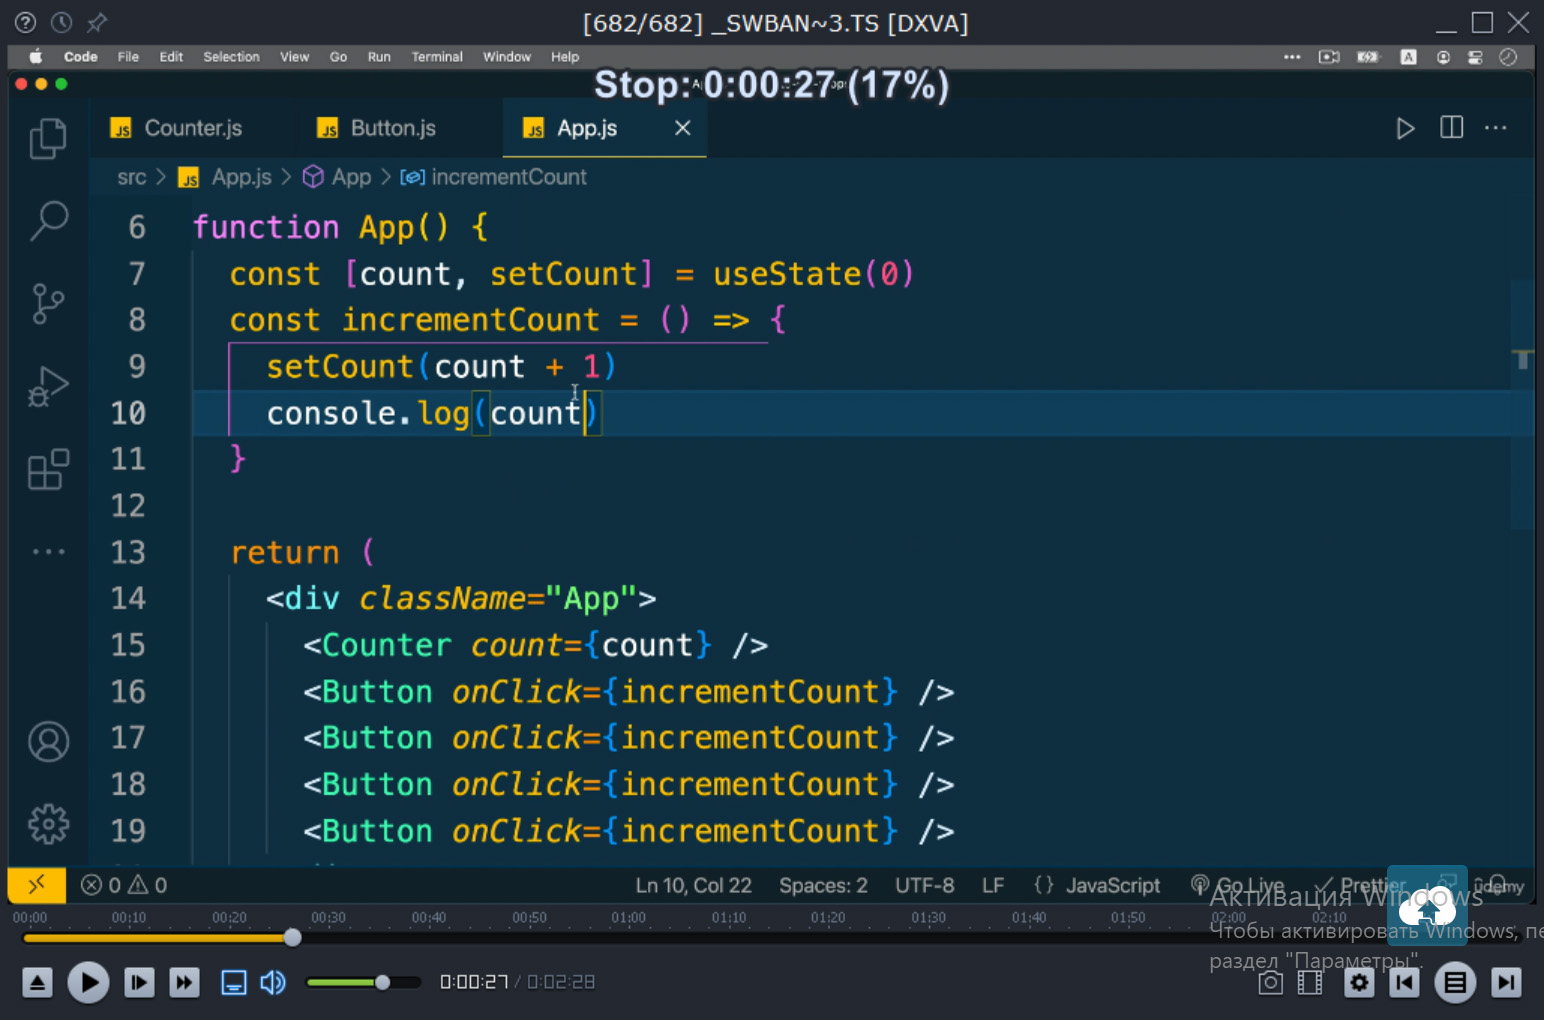 [682/682] _SWBAN~3.TS [DXVA]
Code File Edit Selection View Go Run Terminal Window Help
Stop: 0:00:27 (17%)
JS Counter.js JS Button.js JS App.js
src > JS App.js > App > incrementCount
6 function App() {
7 const [count, setCount] = useState(0)
8 const incrementCount = () => {
9 setCount(count + 1)
10 console.log(count)
11 }
12
13 return (
14 <div className="App">
15 <Counter count={count} />
16 <Button onClick={incrementCount} />
17 <Button onClick={incrementCount} />
18 <Button onClick={incrementCount} />
19 <Button onClick={incrementCount} />
0 0 Ln 10, Col 22 Spaces: 2 UTF-8 LF {} JavaScript Go Live Prettier ûdemy
Активация Windows
00:00 00:10 00:20 00:30 00:40 00:50 01:00 01:10 01:20 01:30 01:40 01:50 02:00 02:10
Чтобы активировать Windows, пе
раздел "Параметры".
0:00:27 / 0:02:28